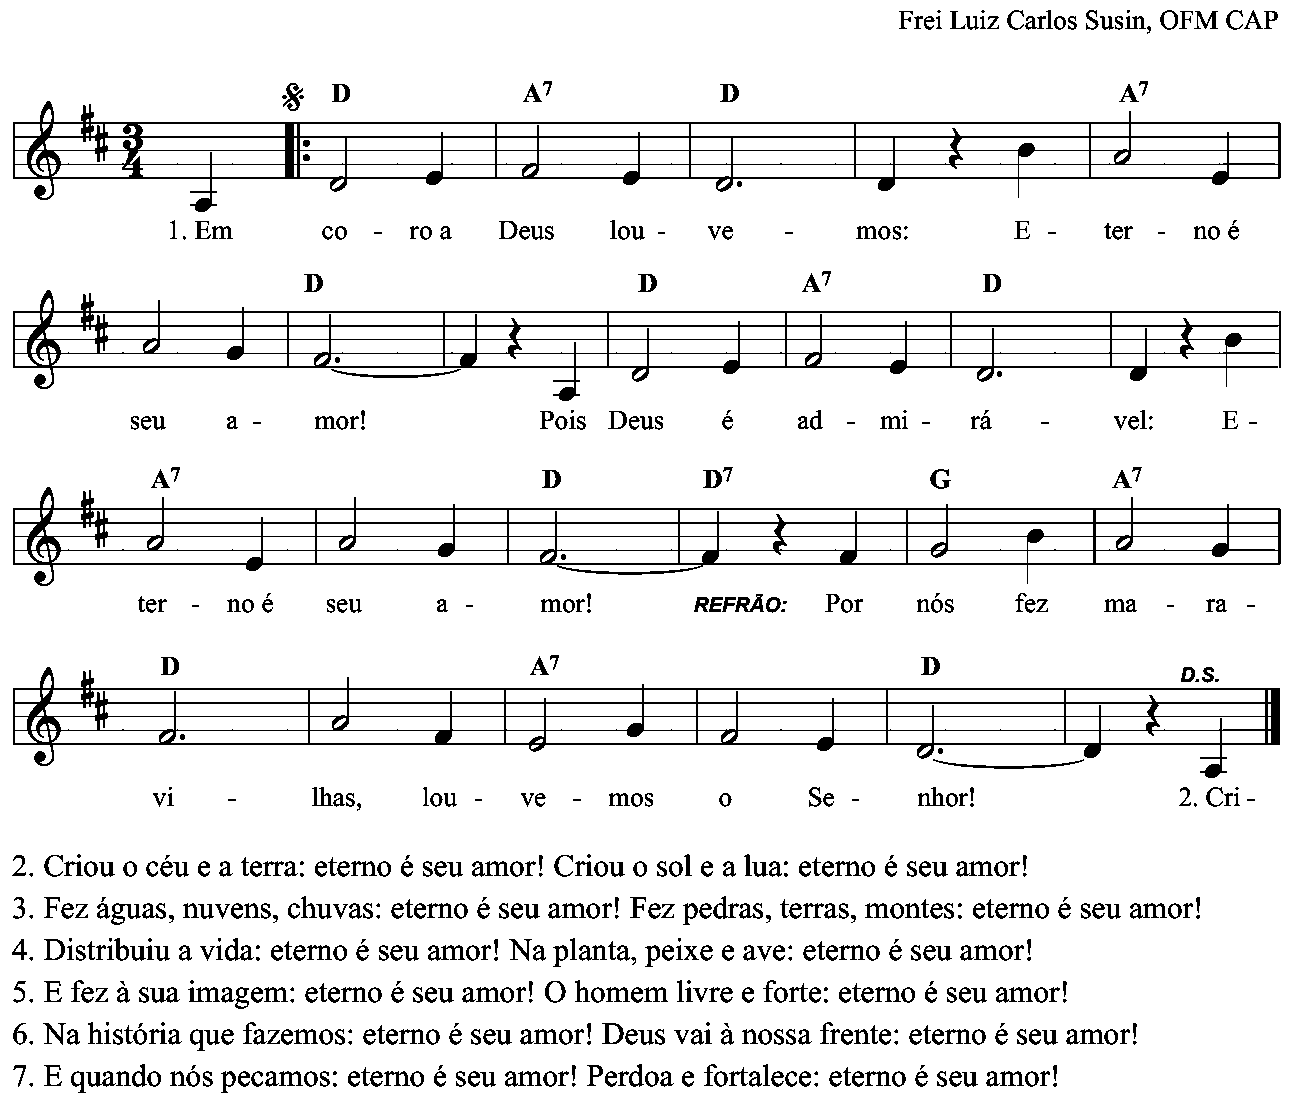 Frei Luiz Carlos Susin, OFM CAP
D A7 D A7
3
4
1. Em co - ro a Deus lou - ve - mos: E - ter - no é
D D A7 D
seu a - mor! Pois Deus é ad - mi - rá - vel: E -
A7 D D7 G A7
ter - no é seu a - mor! REFRÃO: Por nós fez ma - ra -
D A7 D D.S.
vi - lhas, lou - ve - mos o Se - nhor! 2. Cri -
2. Criou o céu e a terra: eterno é seu amor! Criou o sol e a lua: eterno é seu amor!
3. Fez águas, nuvens, chuvas: eterno é seu amor! Fez pedras, terras, montes: eterno é seu amor!
4. Distribuiu a vida: eterno é seu amor! Na planta, peixe e ave: eterno é seu amor!
5. E fez à sua imagem: eterno é seu amor! O homem livre e forte: eterno é seu amor!
6. Na história que fazemos: eterno é seu amor! Deus vai à nossa frente: eterno é seu amor!
7. E quando nós pecamos: eterno é seu amor! Perdoa e fortalece: eterno é seu amor!